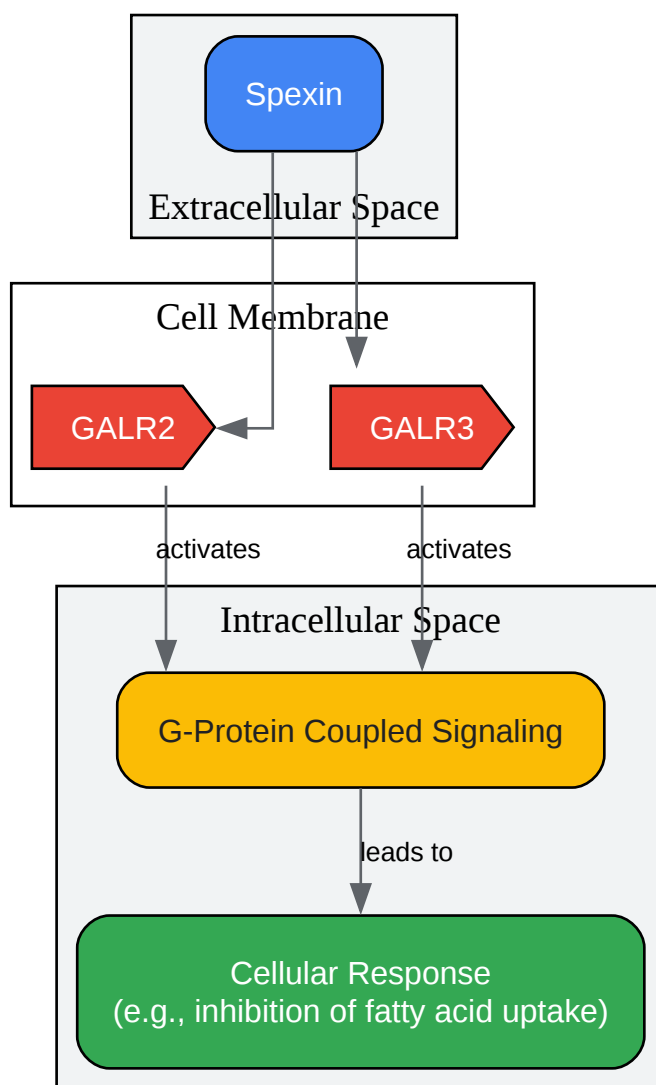 Spexin
Extracellular Space
Cell Membrane
GALR2
GALR3
activates
activates
Intracellular Space
G-Protein Coupled Signaling
leads to
Cellular Response
(e.g., inhibition of fatty acid uptake)